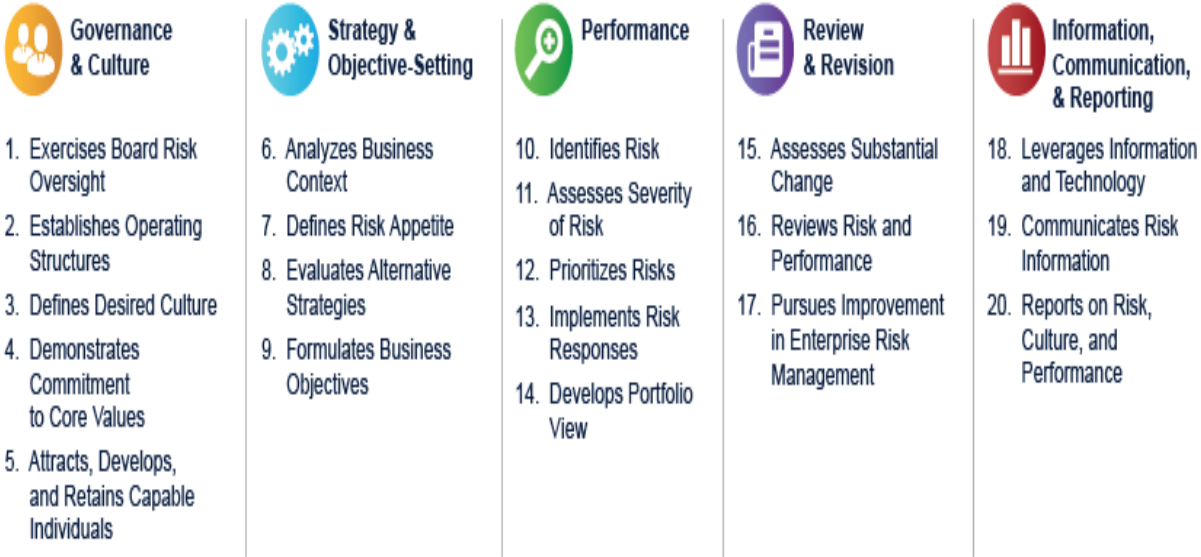 Governance
& Culture
1. Exercises Board Risk
Oversight
2. Establishes Operating
Structures
3. Defines Desired Culture
4. Demonstrates
Commitment
to Core Values
5. Attracts, Develops,
and Retains Capable
Individuals
Strategy &
Objective-Setting
6. Analyzes Business
Context
7. Defines Risk Appetite
8. Evaluates Alternative
Strategies
9. Formulates Business
Objectives
Performance
10. Identifies Risk
11. Assesses Severity
of Risk
12. Prioritizes Risks
13. Implements Risk
Responses
14. Develops Portfolio
View
Review
& Revision
15. Assesses Substantial
Change
16. Reviews Risk and
Performance
17. Pursues Improvement
in Enterprise Risk
Management
Information,
Communication,
& Reporting
18. Leverages Information
and Technology
19. Communicates Risk
Information
20. Reports on Risk,
Culture, and
Performance